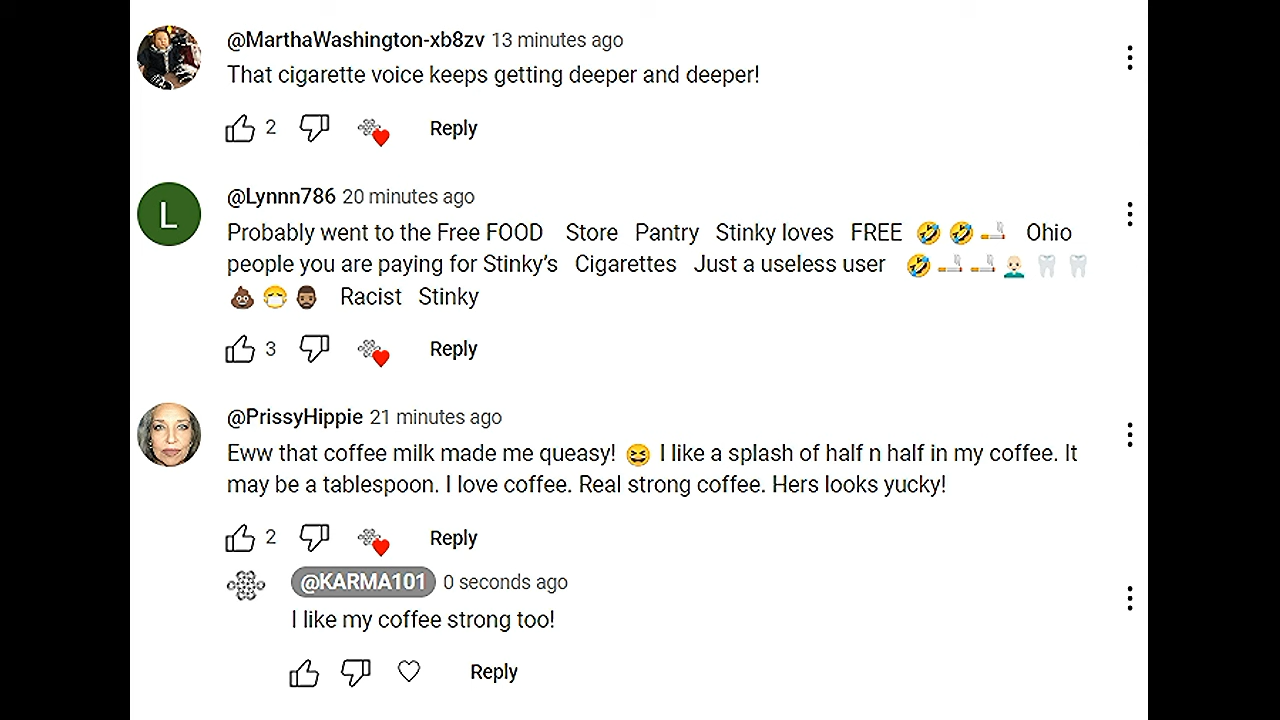 @MarthaWashington-xb8zv 13 minutes ago
That cigarette voice keeps getting deeper and deeper!
2 Reply
L @Lynnn786 20 minutes ago
Probably went to the Free FOOD Store Pantry Stinky loves FREE 🤣 🤣 🚬 Ohio
people you are paying for Stinky's Cigarettes Just a useless user 🤣 🚬 🚬 🤦🏻‍♂️ 🦷 🦷
💩 😷 🧔🏽 Racist Stinky
3 Reply
@PrissyHippie 21 minutes ago
Eww that coffee milk made me queasy! 😆 I like a splash of half n half in my coffee. It
may be a tablespoon. I love coffee. Real strong coffee. Hers looks yucky!
2 Reply
@KARMA101 0 seconds ago
I like my coffee strong too!
Reply